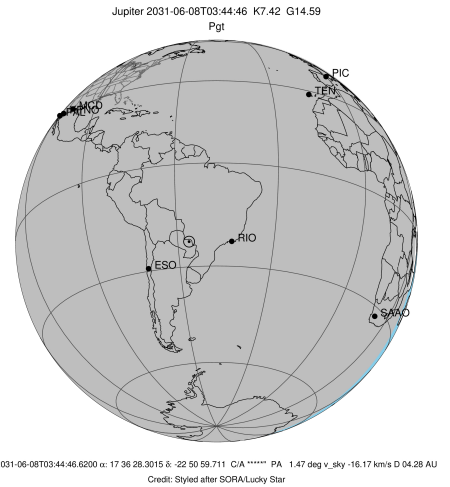 Jupiter 2031-06-08T03:44:46 K7.42 G14.59
Pgt
PIC
TEN
MCD
RIO
ESO
SAAO
031-06-08T03:44:46.6200 α: 17 36 28.3015 δ: -22 50 59.711 C/A *****" PA 1.47 deg v_sky -16.17 km/s D 04.28 AU
Credit: Styled after SORA/Lucky Star